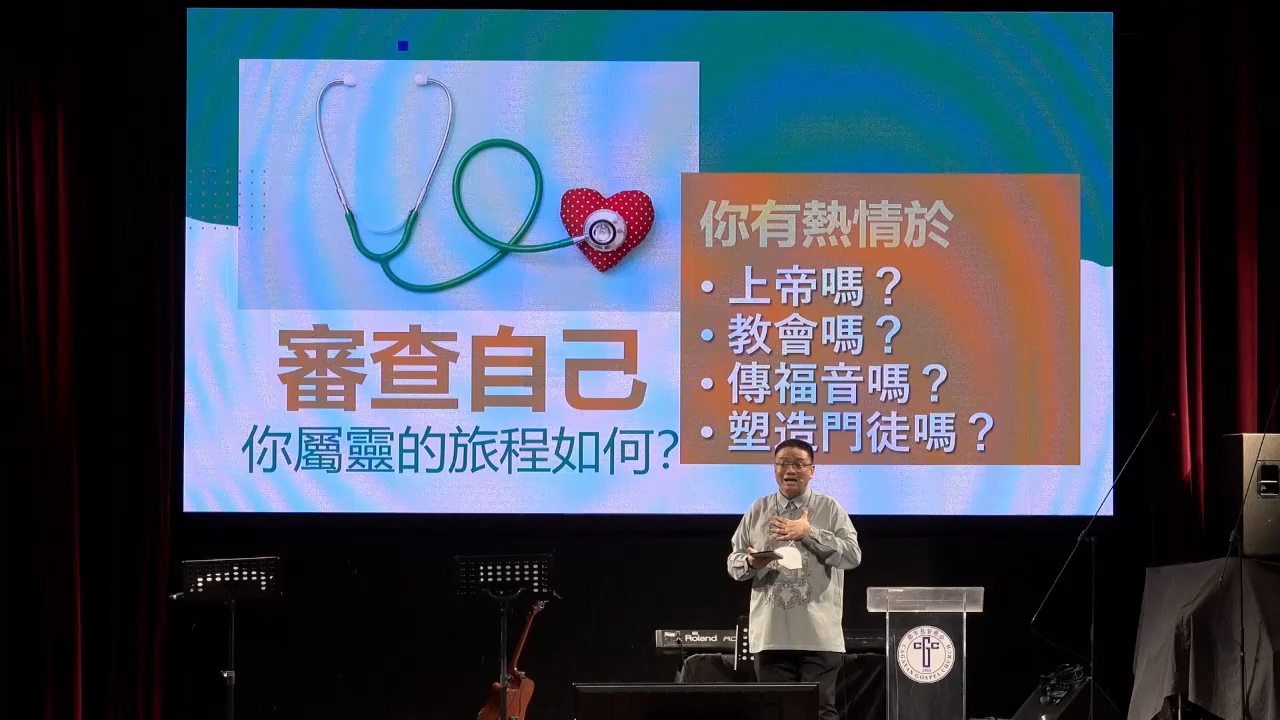 審查自己
你屬靈的旅程如何?
你有熱情於
• 上帝嗎？
• 教會嗎？
• 傳福音嗎？
• 塑造門徒嗎？
Roland
CGC